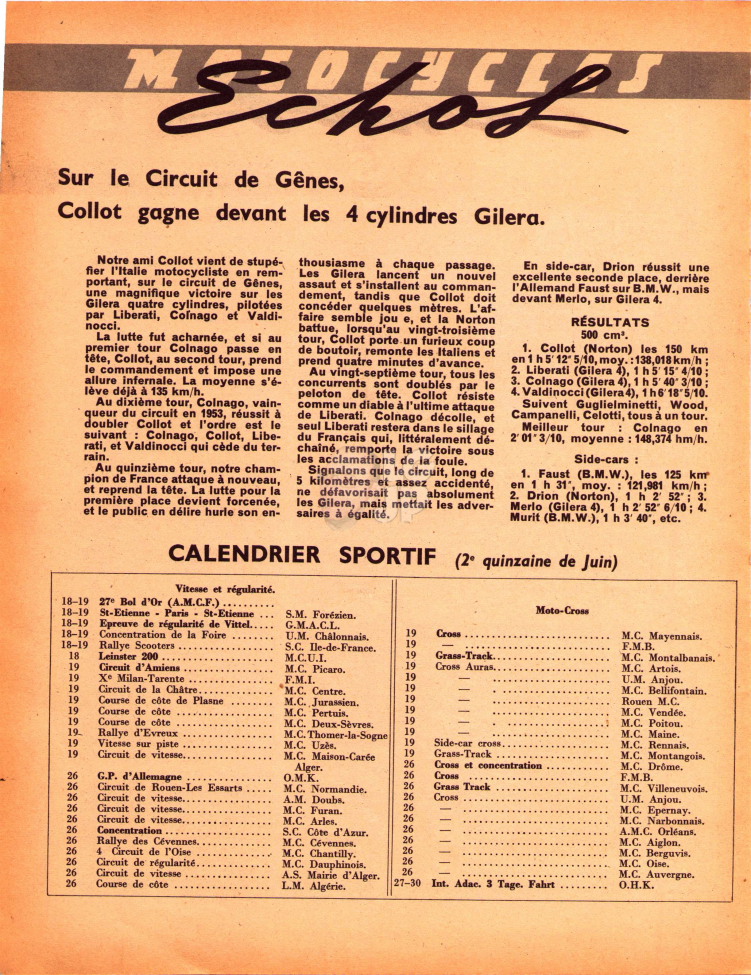 MOTOCYCLES
Echos
Sur le Circuit de Gênes,
Collot gagne devant les 4 cylindres Gilera.
Notre ami Collot vient de stupé-
fier l'Italie motocycliste en rem-
portant, sur le circuit de Gênes,
une magnifique victoire sur les
Gilera quatre cylindres, pilotées
par Liberati, Colnago et Valdi-
nocci.
La lutte fut acharnée, et si au
premier tour Colnago passe en
tête, Collot, au second tour, prend
le commandement et impose une
allure infernale. La moyenne s'é-
lève déjà à 135 km/h.
Au dixième tour, Colnago, vain-
queur du circuit en 1953, réussit à
doubler Collot et l'ordre est le
suivant : Colnago, Collot, Libe-
rati, et Valdinocci qui cède du ter-
rain.
Au quinzième tour, notre cham-
pion de France attaque à nouveau,
et reprend la tête. La lutte pour la
première place devient forcenée,
et le public en délire hurle son en-
thousiasme à chaque passage.
Les Gilera lancent un nouvel
assaut et s'installent au comman-
dement, tandis que Collot doit
concéder quelques mètres. L'af-
faire semble jou e, et la Norton
battue, lorsqu'au vingt-troisième
tour, Collot porte un furieux coup
de boutoir, remonte les Italiens et
prend quatre minutes d'avance.
Au vingt-septième tour, tous les
concurrents sont doublés par le
peloton de tête. Collot résiste
comme un diable à l'ultime attaque
de Liberati. Colnago décolle, et
seul Liberati restera dans le sillage
du Français qui, littéralement dé-
chaîné, remporte la victoire sous
les acclamations de la foule.
Signalons que le circuit, long de
5 kilomètres et assez accidenté,
ne défavorisait pas absolument
les Gilera, mais mettait les adver-
saires à égalité.
En side-car, Drion réussit une
excellente seconde place, derrière
l'Allemand Faust sur B.M.W., mais
devant Merlo, sur Gilera 4.
RÉSULTATS
500 cm³.
1. Collot (Norton) les 150 km
en 1 h 5' 12" 5/10, moy. : 138,018 km/h ;
2. Liberati (Gilera 4), 1 h 5' 15" 4/10 ;
3. Colnago (Gilera 4), 1 h 5' 40" 3/10 ;
4. Valdinocci (Gilera 4), 1 h 6' 18" 5/10.
Suivent Guglieiminetti, Wood,
Campanelli, Celotti, tous à un tour.
Meilleur tour : Colnago en
2' 01" 3/10, moyenne : 148,374 hm/h.
Side-cars :
1. Faust (B.M.W.), les 125 km
en 1 h 31", moy. : 121,981 km/h ;
2. Drion (Norton), 1 h 2' 52" ; 3.
Merlo (Gilera 4), 1 h 2' 52" 6/10 ; 4.
Murit (B.M.W.), 1 h 3' 40", etc.
CALENDRIER SPORTIF (2e quinzaine de Juin)
Vitesse et régularité.
18-19 27e Bol d'Or (A.M.C.F.) ..........
18-19 St-Etienne - Paris - St-Etienne ... S.M. Forézien.
18-19 Epreuve de régularité de Vittel..... G.M.A.C.L.
18-19 Concentration de la Foire ........ U.M. Châlonnais.
18-19 Rallye Scooters ................ S.C. Ile-de-France.
18 Leinster 200 .................. M.C.U.I.
19 Circuit d'Amiens ............... M.C. Picaro.
19 Xe Milan-Tarente ............... F.M.I.
19 Circuit de la Châtre............. M.C. Centre.
19 Course de côte de Plasne ....... M.C. Jurassien.
19 Course de côte ................ M.C. Pertuis.
19 Course de côte ................ M.C. Deux-Sèvres.
19 Rallye d'Evreux ............... M.C. Thomer-la-Sogne
19 Vitesse sur piste ............... M.C. Uzès.
19 Circuit de vitesse............... M.C. Maison-Carée
Alger.
26 G.P. d'Allemagne .............. O.M.K.
26 Circuit de Rouen-Les Essarts ..... M.C. Normandie.
26 Circuit de vitesse............... A.M. Doubs.
26 Circuit de vitesse............... M.C. Furan.
26 Circuit de vitesse............... M.C. Arles.
26 Concentration .................. S.C. Côte d'Azur.
26 Rallye des Cévennes............. M.C. Cévennes.
26 4 Circuit de l'Oise ............. M.C. Chantilly.
26 Circuit de régularité............. M.C. Dauphinois.
26 Circuit de vitesse .............. A.S. Mairie d'Alger.
26 Course de côte ................ L.M. Algérie.
Moto-Cross
19 Cross ........................ M.C. Mayennais.
19 — ........................ F.M.B.
19 Grass-Track.................... M.C. Montalbanais.
19 Cross Auras.................... M.C. Artois.
19 — ........................ U.M. Anjou.
19 — ........................ M.C. Bellifontain.
19 — ........................ Rouen M.C.
19 — ........................ M.C. Vendée.
19 — ........................ M.C. Poitou.
19 — ........................ M.C. Maine.
19 Side-car cross.................. M.C. Rennais.
19 Grass-Track ................... M.C. Montangois.
26 Cross et concentration ........... M.C. Drôme.
26 Cross ........................ F.M.B.
26 Grass Track ................... M.C. Villeneuvois.
26 Cross ........................ U.M. Anjou.
26 — ........................ M.C. Epernay.
26 — ........................ M.C. Narbonnais.
26 — ........................ A.M.C. Orléans.
26 — ........................ M.C. Aiglon.
26 — ........................ M.C. Berguvis.
26 — ........................ M.C. Oise.
26 — ........................ M.C. Auvergne.
27-30 Int. Adac. 3 Tage. Fahrt ......... O.H.K.